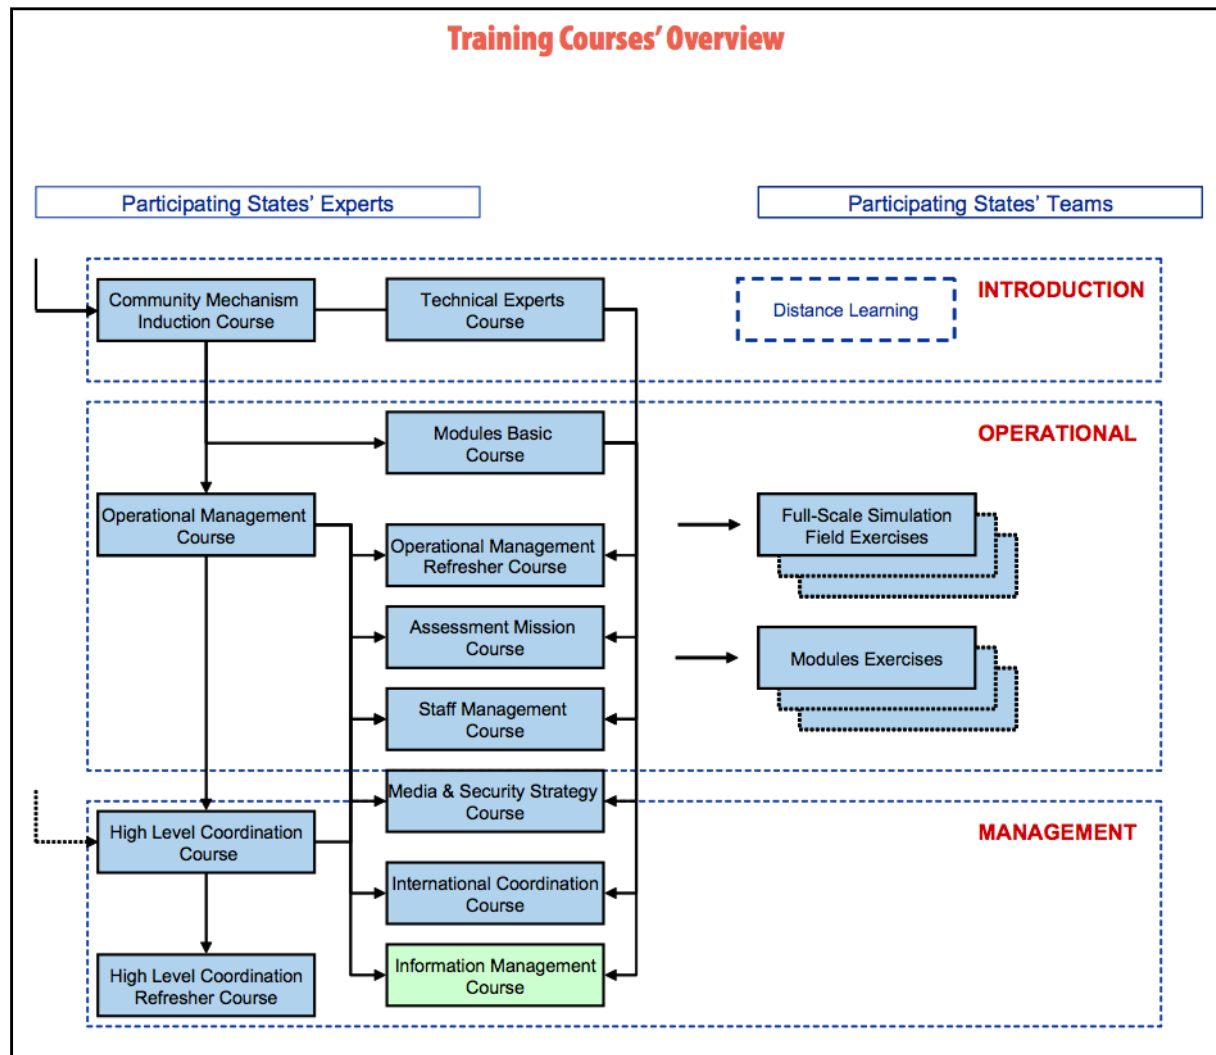 Training Courses' Overview
Participating States' Experts
Participating States' Teams
INTRODUCTION
Community Mechanism
Induction Course
Technical Experts
Course
Distance Learning
OPERATIONAL
Modules Basic
Course
Operational Management
Course
Full-Scale Simulation
Field Exercises
Operational Management
Refresher Course
Assessment Mission
Course
Modules Exercises
Staff Management
Course
Media & Security Strategy
Course
MANAGEMENT
High Level Coordination
Course
International Coordination
Course
Information Management
Course
High Level Coordination
Refresher Course